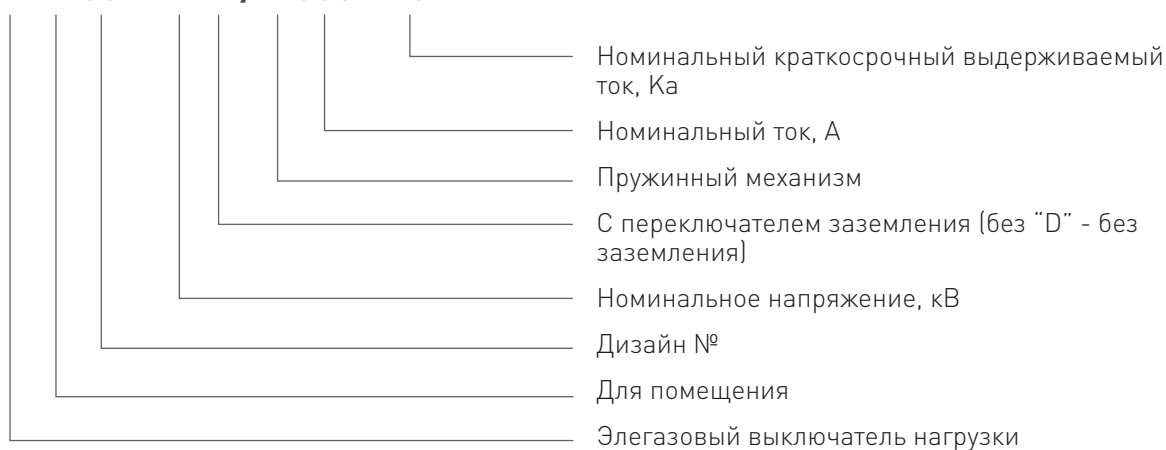 Номинальный краткосрочный выдерживаемый
ток, Ка
Номинальный ток, А
Пружинный механизм
С переключателем заземления (без “D” - без
заземления)
Номинальное напряжение, кВ
Дизайн №
Для помещения
Элегазовый выключатель нагрузки